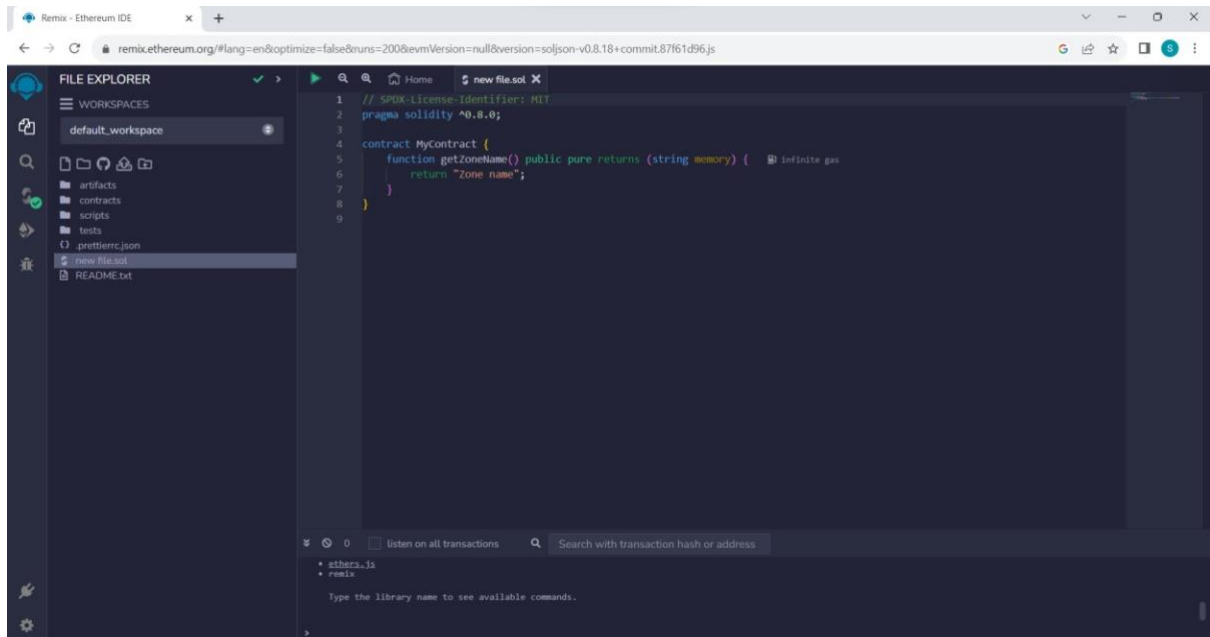 Remix - Ethereum IDE
remix.ethereum.org/#lang=en&optimize=false&runs=200&evmVersion=null&version=soljson-v0.8.18+commit.87f61d96.js
G
S
FILE EXPLORER
WORKSPACES
default_workspace
artifacts
contracts
scripts
tests
.prettierrc.json
new file.sol
README.txt
Home
new file.sol
1 // SPDX-License-Identifier: MIT
2 pragma solidity ^0.8.0;
3
4 contract MyContract {
5 function getZoneName() public pure returns (string memory) { infinite gas
6 return "Zone name";
7 }
8 }
9
0 listen on all transactions Search with transaction hash or address
• ethers.js
• remix
Type the library name to see available commands.
>